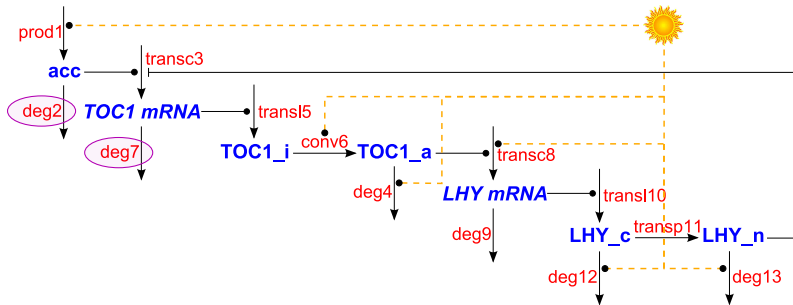 prod1
transc3
acc
deg2
TOC1 mRNA
transl5
deg7
TOC1_i
conv6
TOC1_a
transc8
deg4
LHY mRNA
transl10
deg9
LHY_c
transp11
LHY_n
deg12
deg13